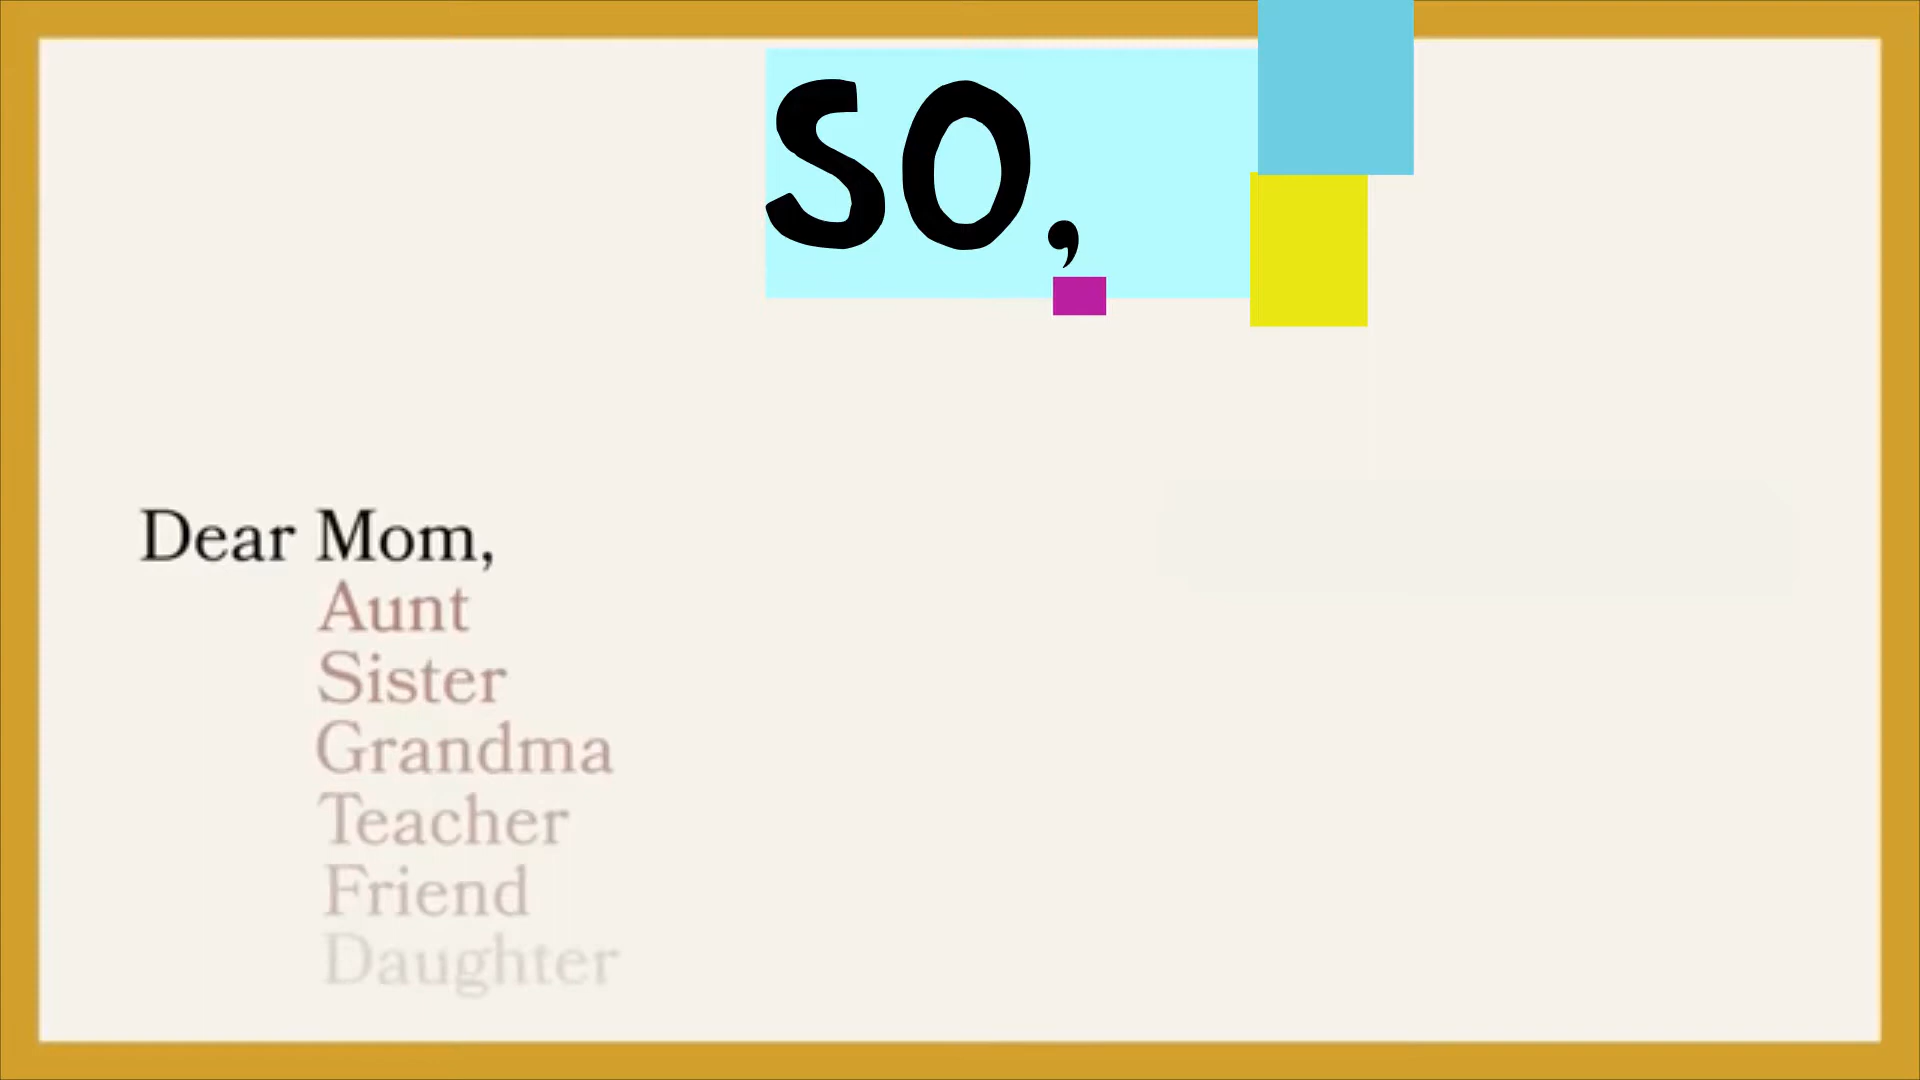 SO,
Dear Mom,
Aunt
Sister
Grandma
Teacher
Friend
Daughter